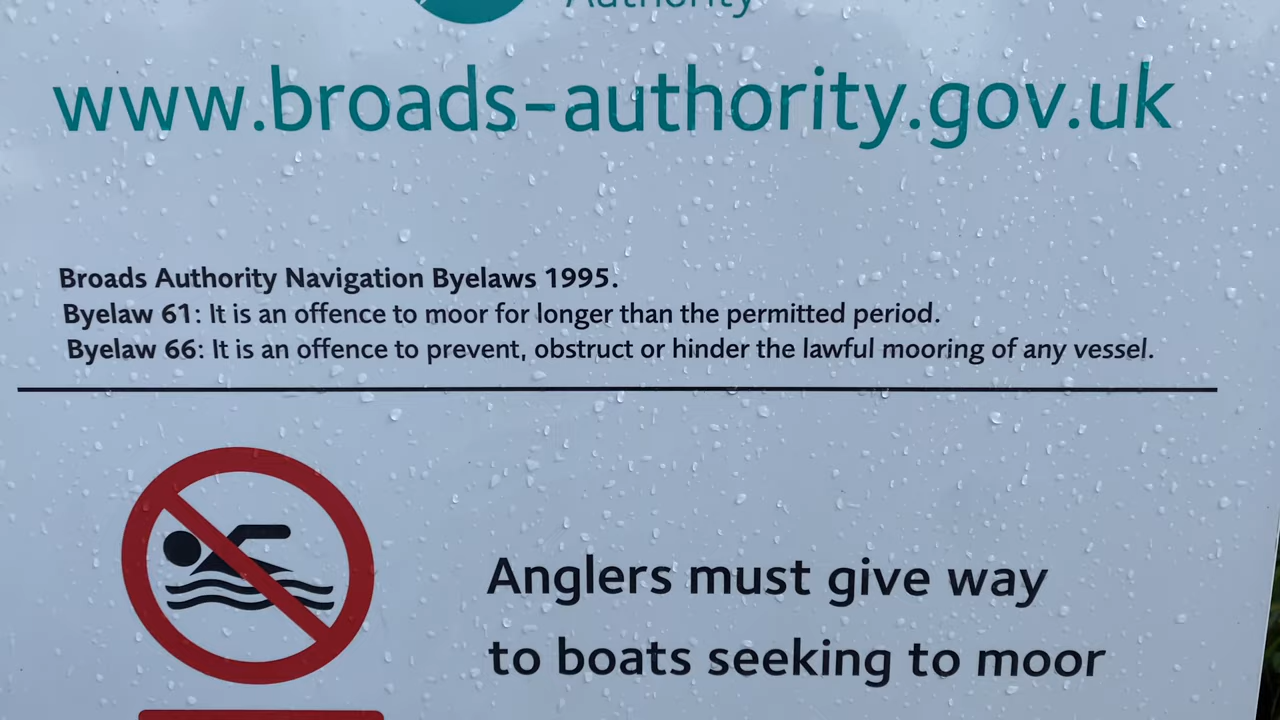 Authority
www.broads-authority.gov.uk
Broads Authority Navigation Byelaws 1995.
Byelaw 61: It is an offence to moor for longer than the permitted period.
Byelaw 66: It is an offence to prevent, obstruct or hinder the lawful mooring of any vessel.
Anglers must give way
to boats seeking to moor